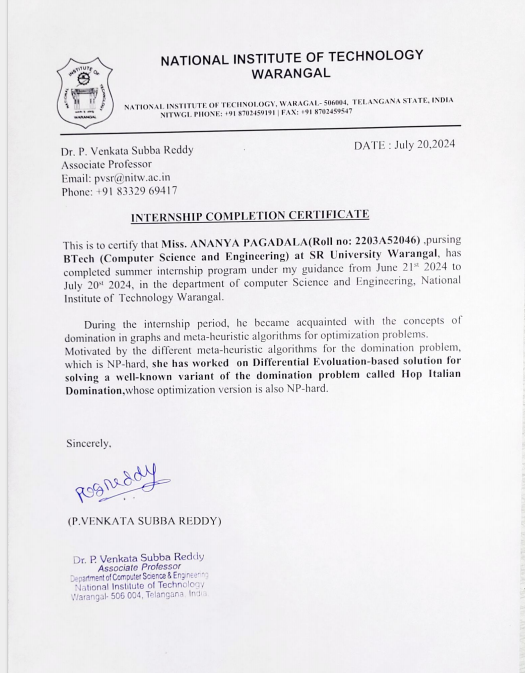 NATIONAL INSTITUTE OF TECHNOLOGY
WARANGAL
INSTITUTE OF
NATIONAL
TECHNOLOGY
WARANGAL
NATIONAL INSTITUTE OF TECHNOLOGY, WARAGAL- 506004, TELANGANA STATE, INDIA
NITWGL PHONE: +91 8702459191 | FAX: +91 8702459547
Dr. P. Venkata Subba Reddy
DATE : July 20,2024
Associate Professor
Email: pvsr@nitw.ac.in
Phone: +91 83329 69417
INTERNSHIP COMPLETION CERTIFICATE
This is to certify that Miss. ANANYA PAGADALA(Roll no: 2203A52046) ,pursing
BTech (Computer Science and Engineering) at SR University Warangal, has
completed summer internship program under my guidance from June 21st 2024 to
July 20st 2024, in the department of computer Science and Engineering, National
Institute of Technology Warangal.
During the internship period, he became acquainted with the concepts of
domination in graphs and meta-heuristic algorithms for optimization problems.
Motivated by the different meta-heuristic algorithms for the domination problem,
which is NP-hard, she has worked on Differential Evoluation-based solution for
solving a well-known variant of the domination problem called Hop Italian
Domination,whose optimization version is also NP-hard.
Sincerely,
(P.VENKATA SUBBA REDDY)
Dr. P. Venkata Subba Reddy
Associate Professor
Department of Computer Science & Engineering
National Institute of Technology
Warangal- 506 004, Telangana, India.